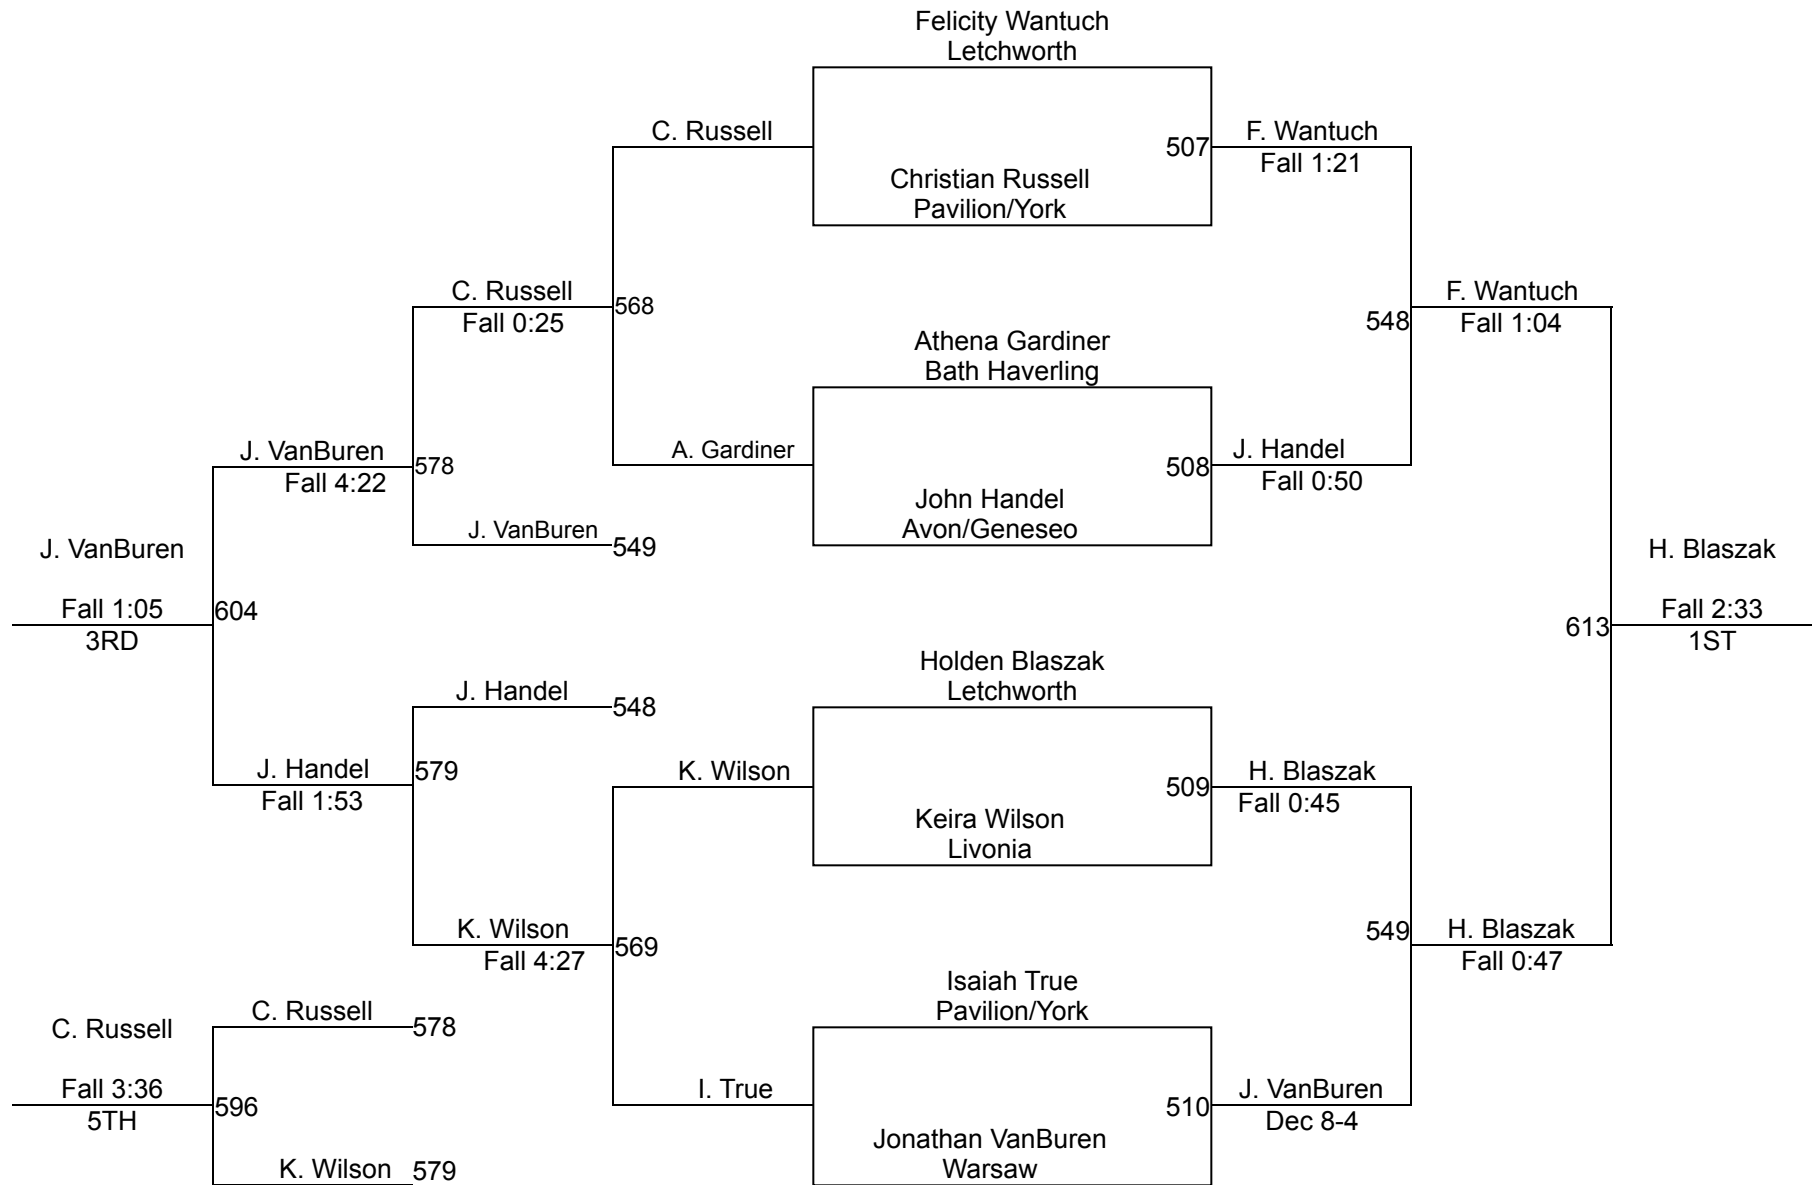 Felicity Wantuch
Letchworth
C. Russell
507
F. Wantuch
Fall 1:21
Christian Russell
Pavilion/York
C. Russell
Fall 0:25
568
548
F. Wantuch
Fall 1:04
Athena Gardiner
Bath Haverling
J. VanBuren
Fall 4:22
578
A. Gardiner
508
J. Handel
Fall 0:50
John Handel
Avon/Geneseo
J. VanBuren
549
J. VanBuren
Fall 1:05
3RD
604
H. Blaszak
Fall 2:33
1ST
613
Holden Blaszak
Letchworth
J. Handel
548
J. Handel
Fall 1:53
579
K. Wilson
509
H. Blaszak
Fall 0:45
Keira Wilson
Livonia
K. Wilson
Fall 4:27
569
549
H. Blaszak
Fall 0:47
Isaiah True
Pavilion/York
C. Russell
578
C. Russell
Fall 3:36
5TH
596
I. True
510
J. VanBuren
Dec 8-4
Jonathan VanBuren
Warsaw
K. Wilson
579